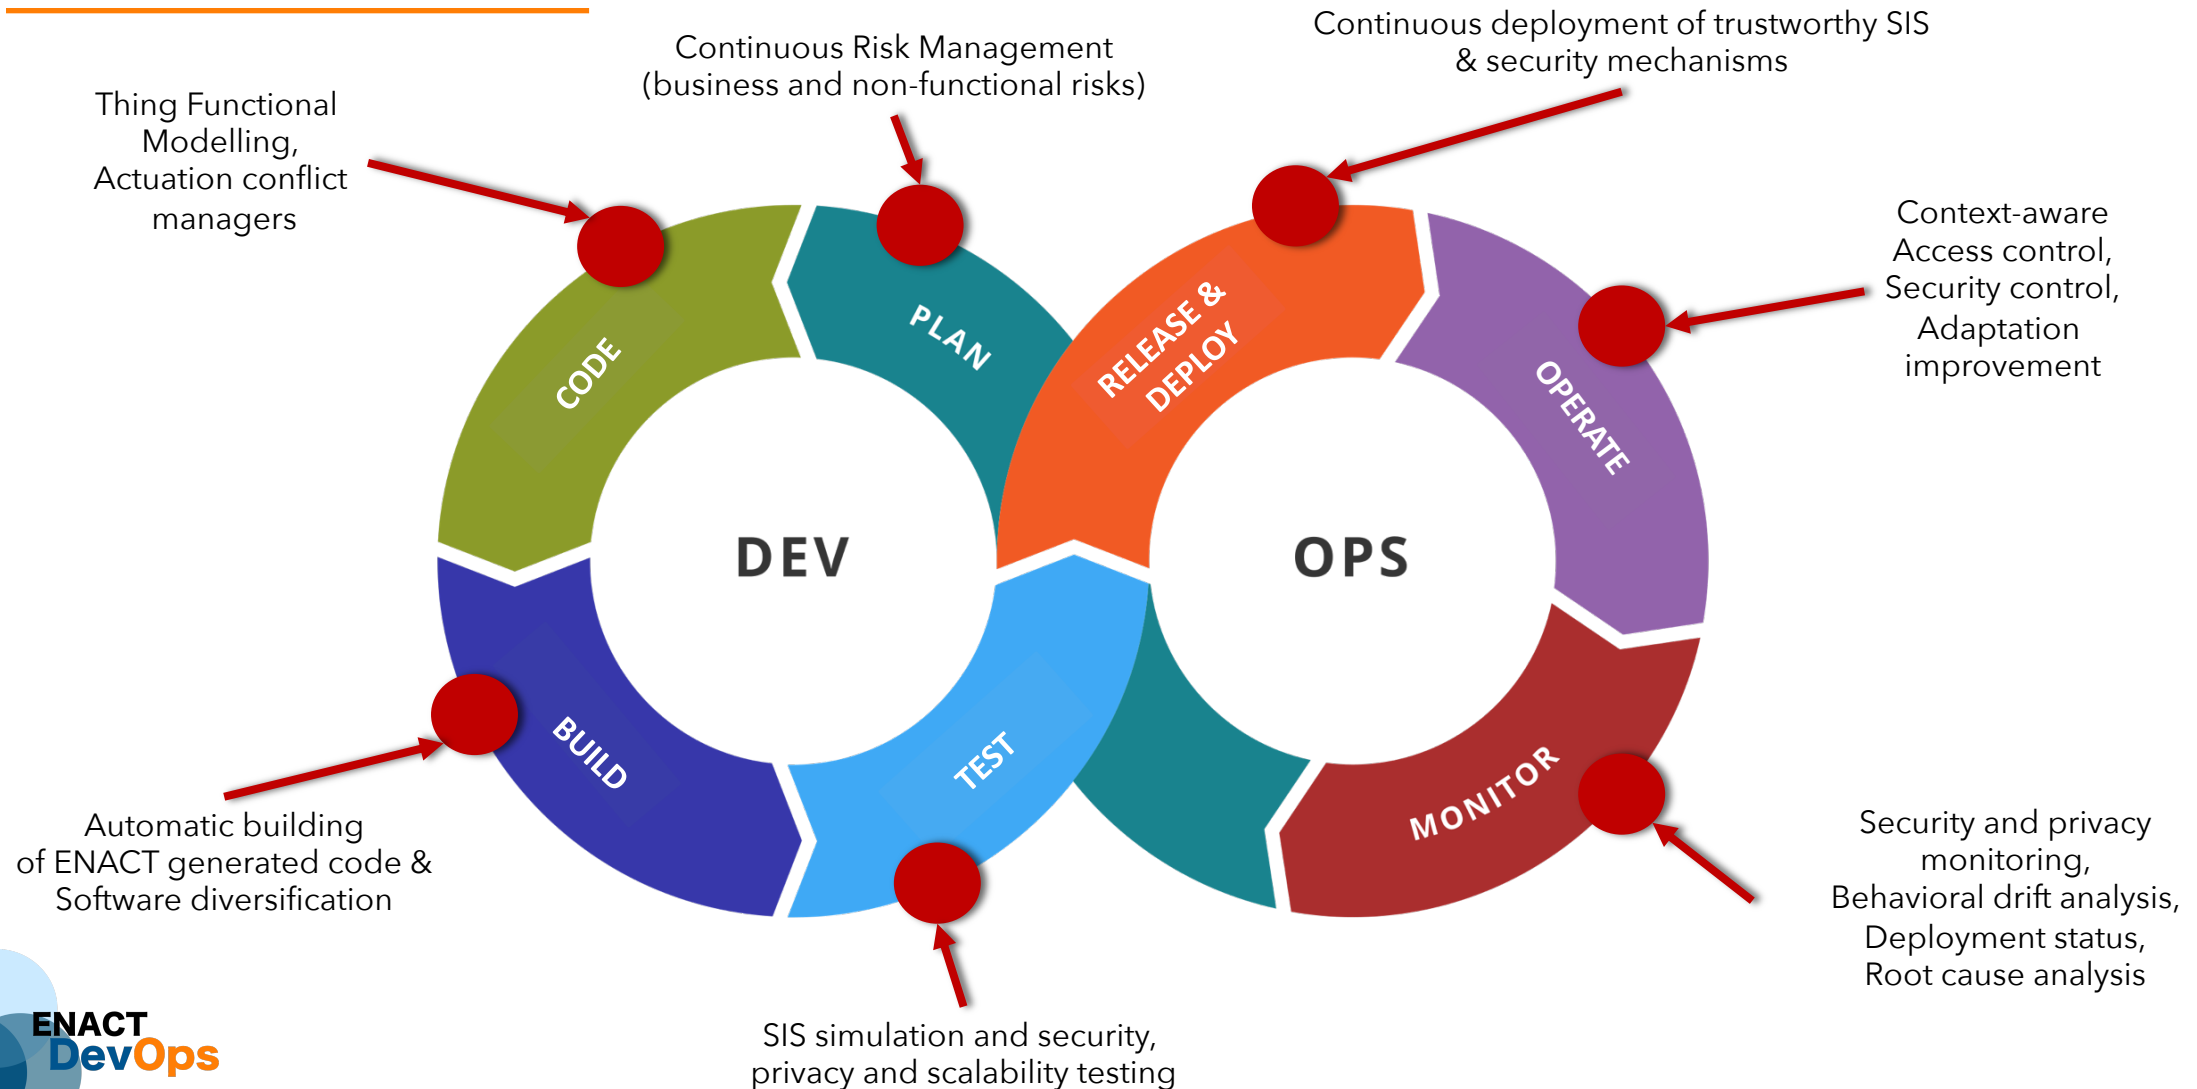 Continuous deployment of trustworthy SIS
& security mechanisms
Continuous Risk Management
(business and non-functional risks)
Thing Functional
Modelling,
Actuation conflict
managers
Context-aware
Access control,
Security control,
Adaptation
improvement
CODE
PLAN
RELEASE &
DEPLOY
OPERATE
DEV
OPS
BUILD
TEST
MONITOR
Automatic building
of ENACT generated code &
Software diversification
Security and privacy
monitoring,
Behavioral drift analysis,
Deployment status,
Root cause analysis
SIS simulation and security,
privacy and scalability testing
ENACT
DevOps